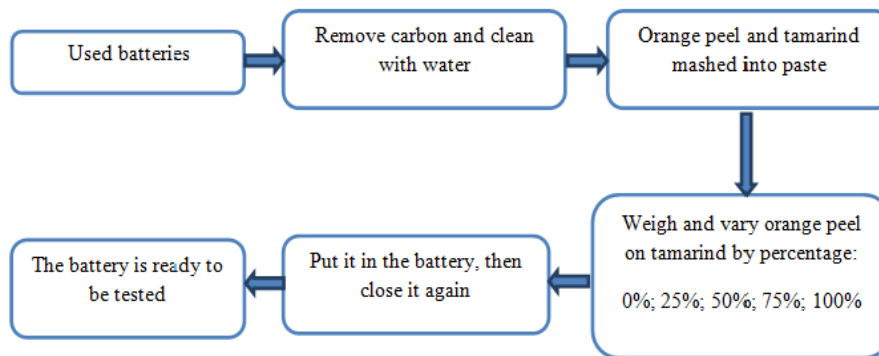 Used batteries
Remove carbon and clean
with water
Orange peel and tamarind
mashed into paste
Weigh and vary orange peel
on tamarind by percentage:
0%; 25%; 50%; 75%; 100%
Put it in the battery, then
close it again
The battery is ready to
be tested